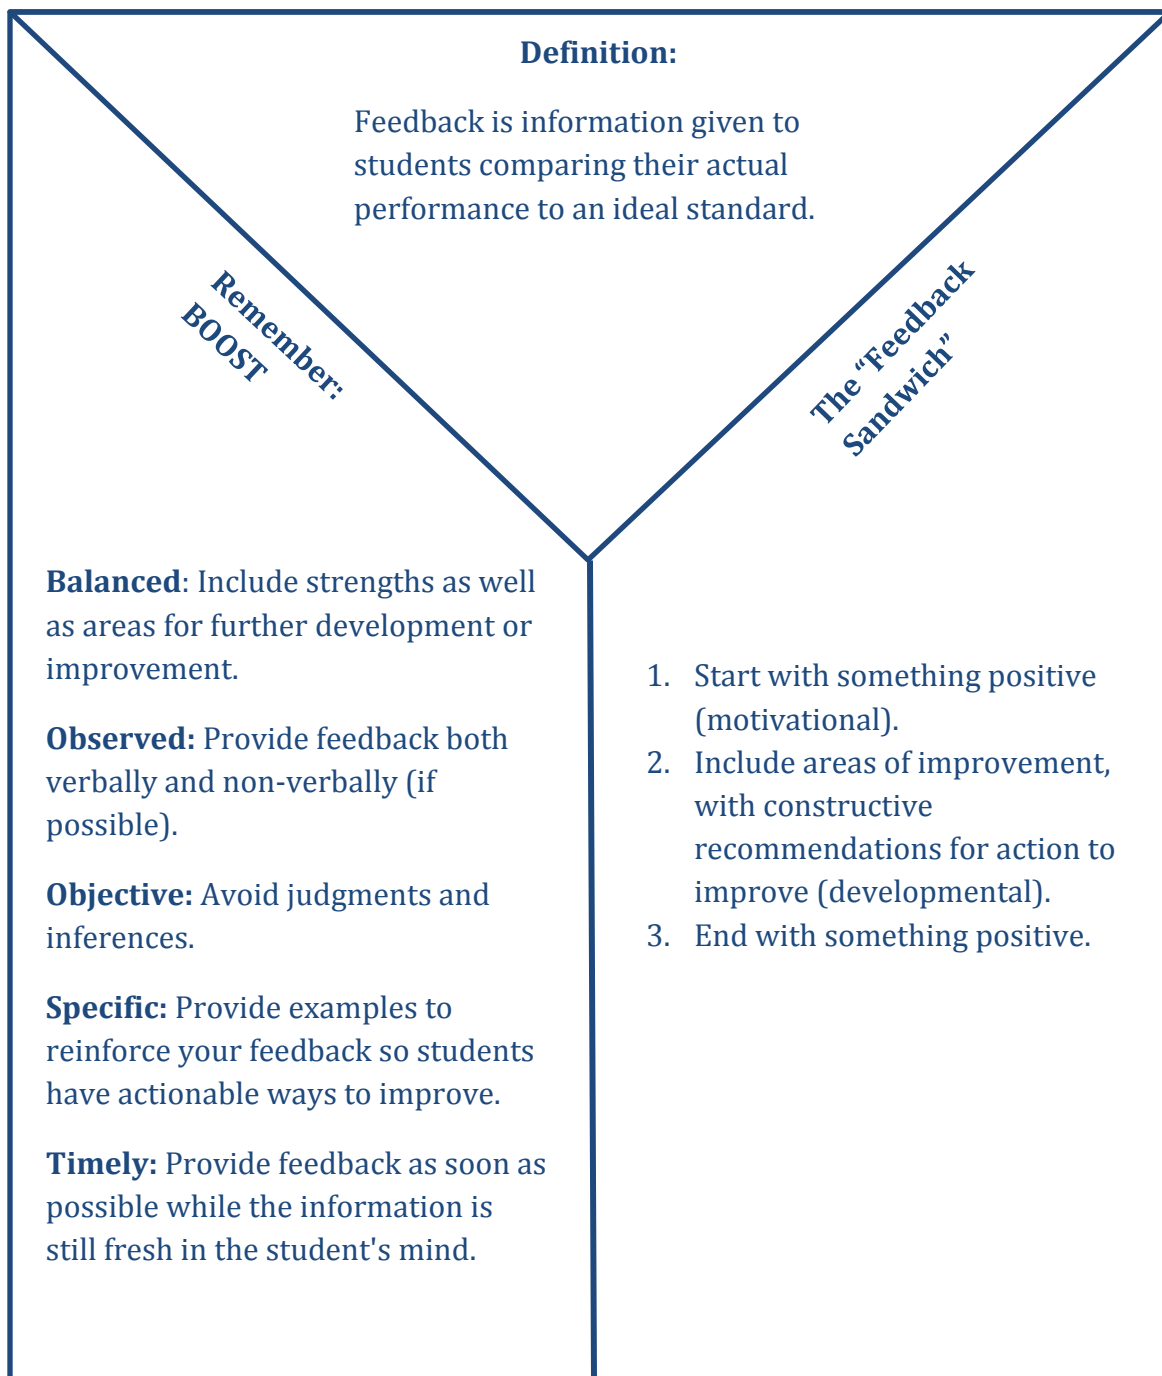 Definition:
Feedback is information given to
students comparing their actual
performance to an ideal standard.
Remember:
BOOST
The “Feedback
Sandwich”
Balanced: Include strengths as well
as areas for further development or
improvement.
Observed: Provide feedback both
verbally and non-verbally (if
possible).
Objective: Avoid judgments and
inferences.
Specific: Provide examples to
reinforce your feedback so students
have actionable ways to improve.
Timely: Provide feedback as soon as
possible while the information is
still fresh in the student's mind.
1. Start with something positive
(motivational).
2. Include areas of improvement,
with constructive
recommendations for action to
improve (developmental).
3. End with something positive.